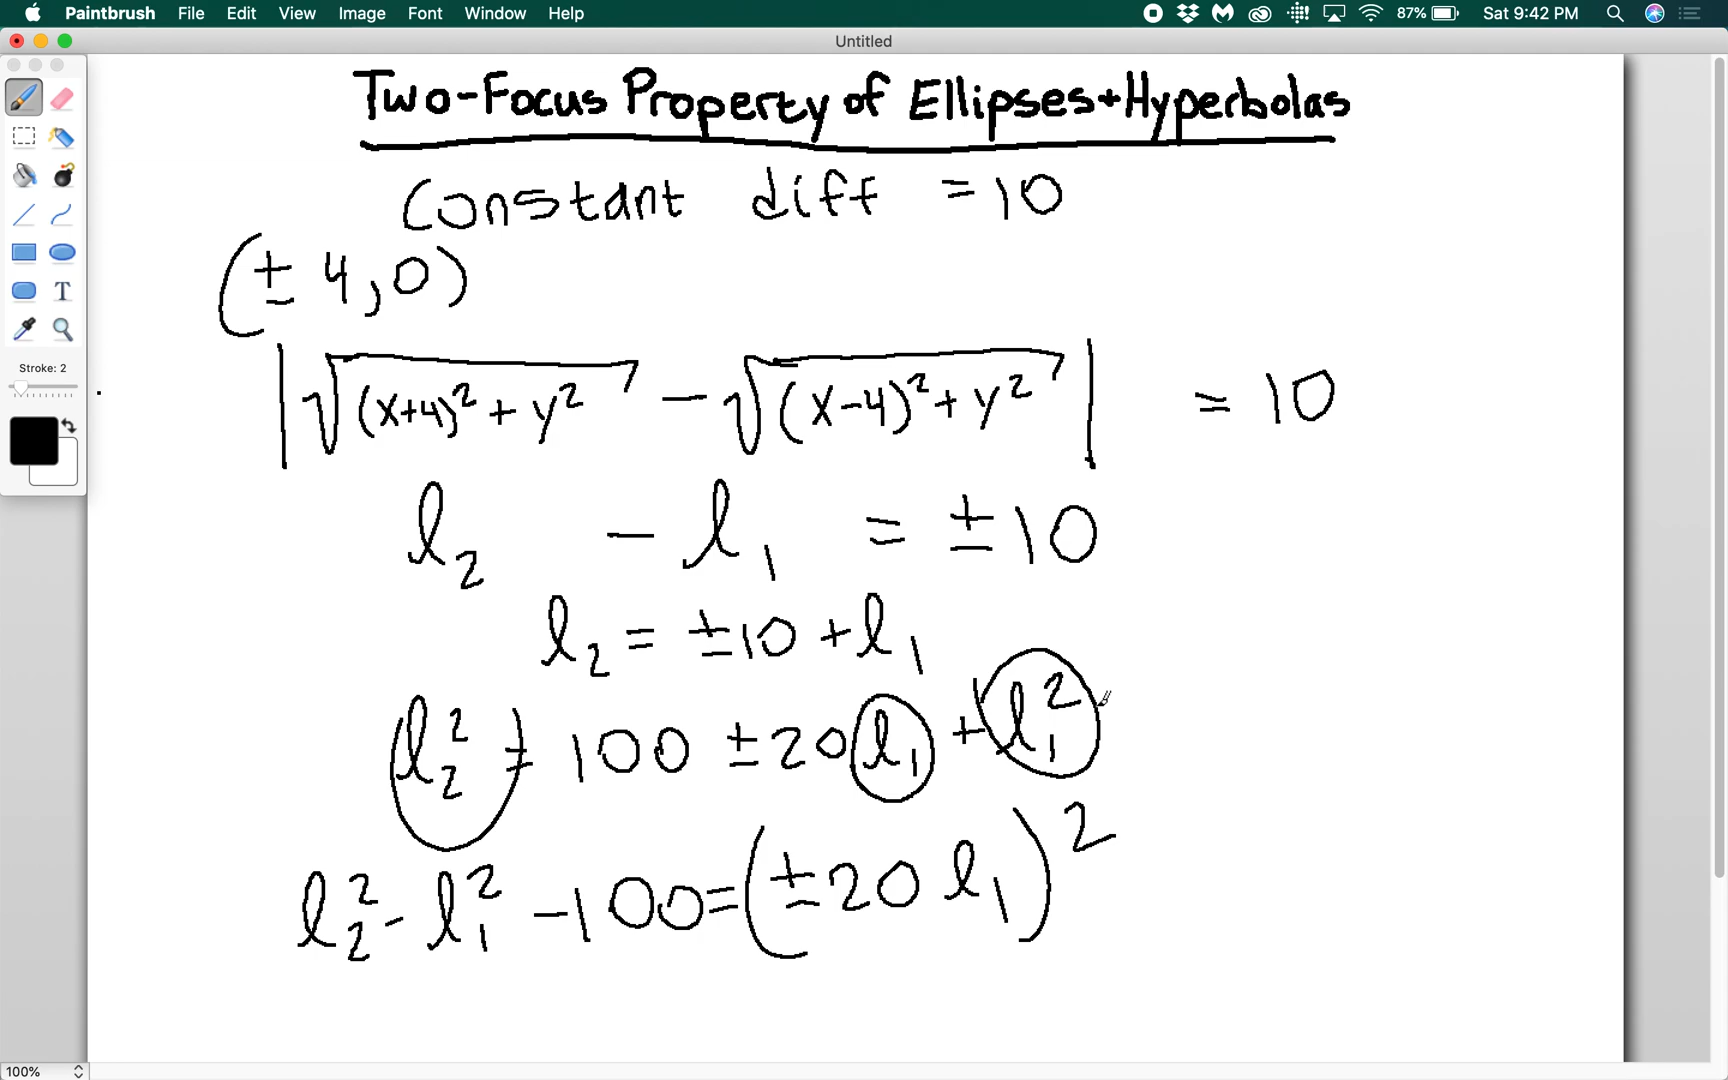 Paintbrush File Edit View Image Font Window Help 87% Sat 9:42 PM
Untitled
Two-Focus Property of Ellipses+Hyperbolas
Constant diff = 10
(± 4,0)
|√(x+4)²+y² - √(x-4)²+y²| = 10
Stroke: 2
l₂ - l₁ = ±10
l₂ = ±10 + l₁
l₂² = 100 ±20 l₁ + l₁²
l₂² - l₁² - 100 = (±20 l₁)²
T
100%